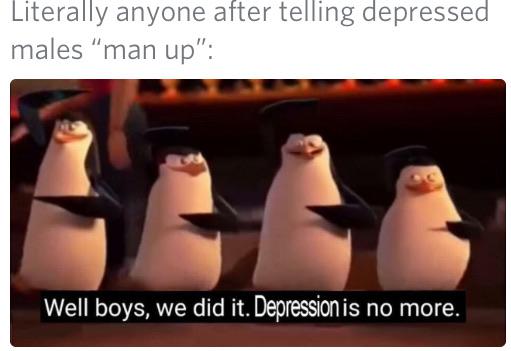 Literally anyone after telling depressed
males “man up”:
Well boys, we did it. Depression is no more.